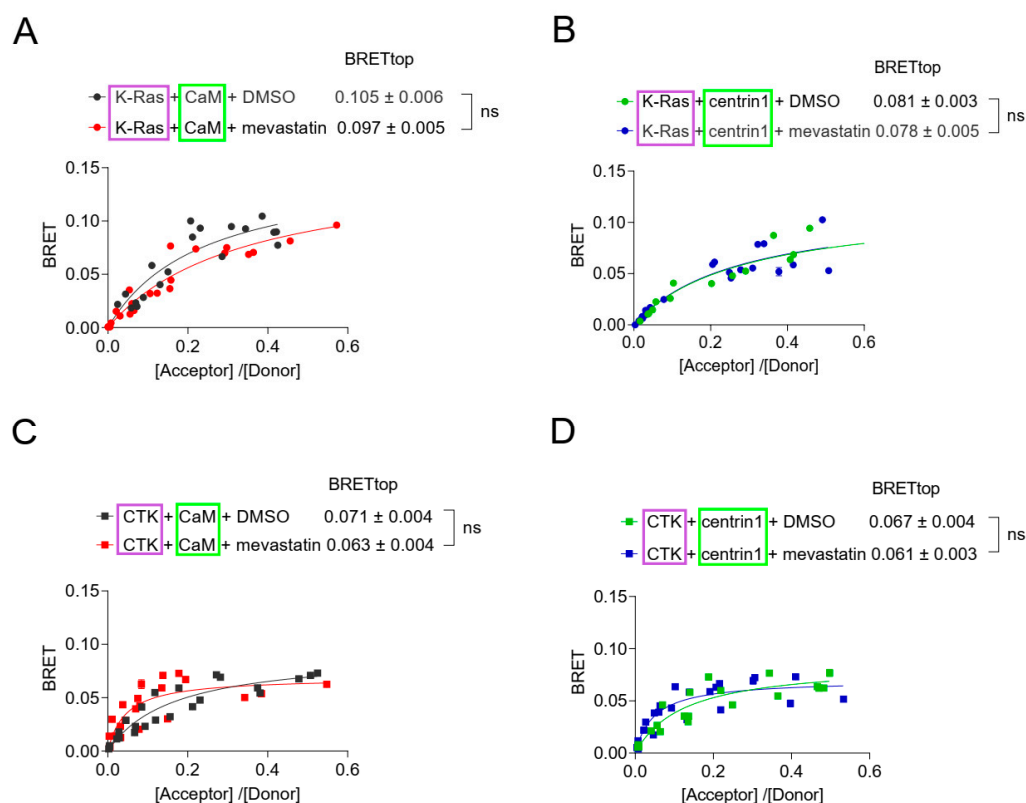 A
BRETtop
K-Ras + CaM + DMSO 0.105 ± 0.006
K-Ras + CaM + mevastatin 0.097 ± 0.005
ns
0.15
0.10
0.05
0.00
BRET
0.0 0.2 0.4 0.6
[Acceptor] /[Donor]
B
BRETtop
K-Ras + centrin1 + DMSO 0.081 ± 0.003
K-Ras + centrin1 + mevastatin 0.078 ± 0.005
ns
0.15
0.10
0.05
0.00
BRET
0.0 0.2 0.4 0.6
[Acceptor] /[Donor]
C
BRETtop
CTK + CaM + DMSO 0.071 ± 0.004
CTK + CaM + mevastatin 0.063 ± 0.004
ns
0.15
0.10
0.05
0.00
BRET
0.0 0.2 0.4 0.6
[Acceptor] /[Donor]
D
BRETtop
CTK + centrin1 + DMSO 0.067 ± 0.004
CTK + centrin1 + mevastatin 0.061 ± 0.003
ns
0.15
0.10
0.05
0.00
BRET
0.0 0.2 0.4 0.6
[Acceptor] /[Donor]